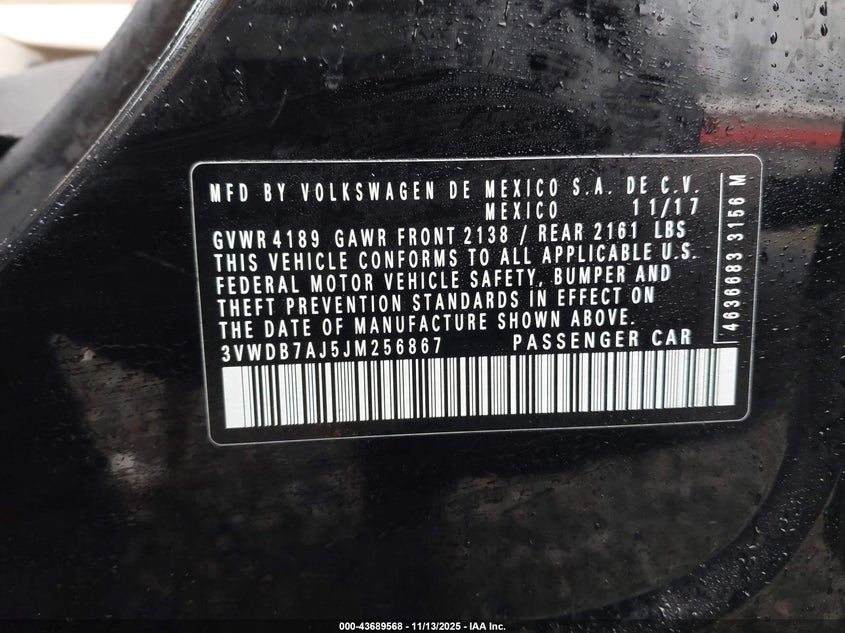 MFD BY VOLKSWAGEN DE MEXICO S.A. DE C.V.
MEXICO 11/17
GVWR 4189 GAWR FRONT 2138 / REAR 2161 LBS
THIS VEHICLE CONFORMS TO ALL APPLICABLE U.S.
FEDERAL MOTOR VEHICLE SAFETY, BUMPER AND
THEFT PREVENTION STANDARDS IN EFFECT ON
THE DATE OF MANUFACTURE SHOWN ABOVE.
3VWDB7AJ5JM256867 PASSENGER CAR
4636683 3156 M
000-43689568 - 11/13/2025 - IAA Inc.